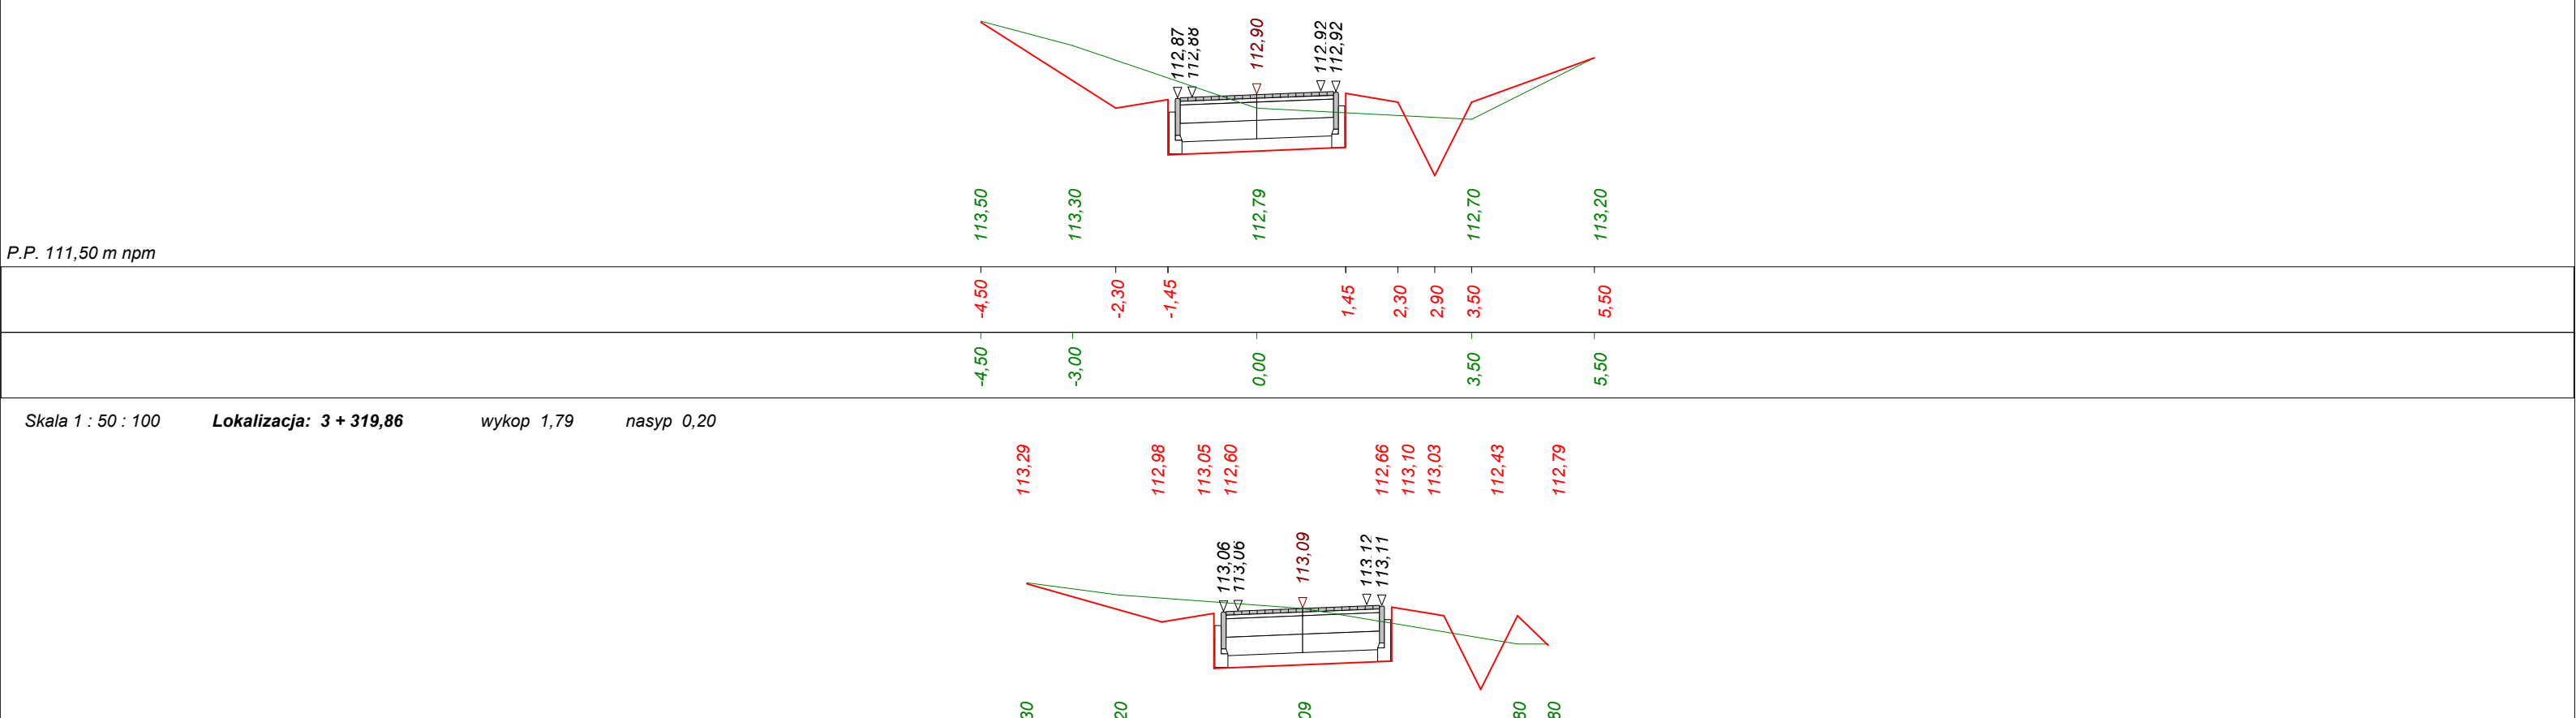 112,87 112,88 112,90 112,92 112,92
113,50 113,30 112,79 112,70 113,20
P.P. 111,50 m npm
-4,50 -2,30 -1,45 1,45 2,30 2,90 3,50 5,50
-4,50 -3,00 0,00 3,50 5,50
Skala 1 : 50 : 100 Lokalizacja: 3 + 319,86 wykop 1,79 nasyp 0,20
113,29 112,98 113,05 112,60 112,66 113,10 113,03 112,43 112,79
113,06 113,06 113,09 113,12 113,11